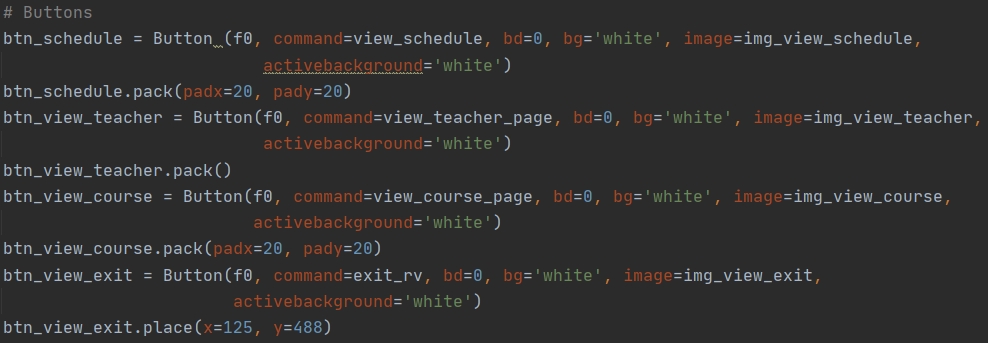 # Buttons
btn_schedule = Button (f0, command=view_schedule, bd=0, bg='white', image=img_view_schedule,
activebackground='white')
btn_schedule.pack(padx=20, pady=20)
btn_view_teacher = Button(f0, command=view_teacher_page, bd=0, bg='white', image=img_view_teacher,
activebackground='white')
btn_view_teacher.pack()
btn_view_course = Button(f0, command=view_course_page, bd=0, bg='white', image=img_view_course,
activebackground='white')
btn_view_course.pack(padx=20, pady=20)
btn_view_exit = Button(f0, command=exit_rv, bd=0, bg='white', image=img_view_exit,
activebackground='white')
btn_view_exit.place(x=125, y=488)